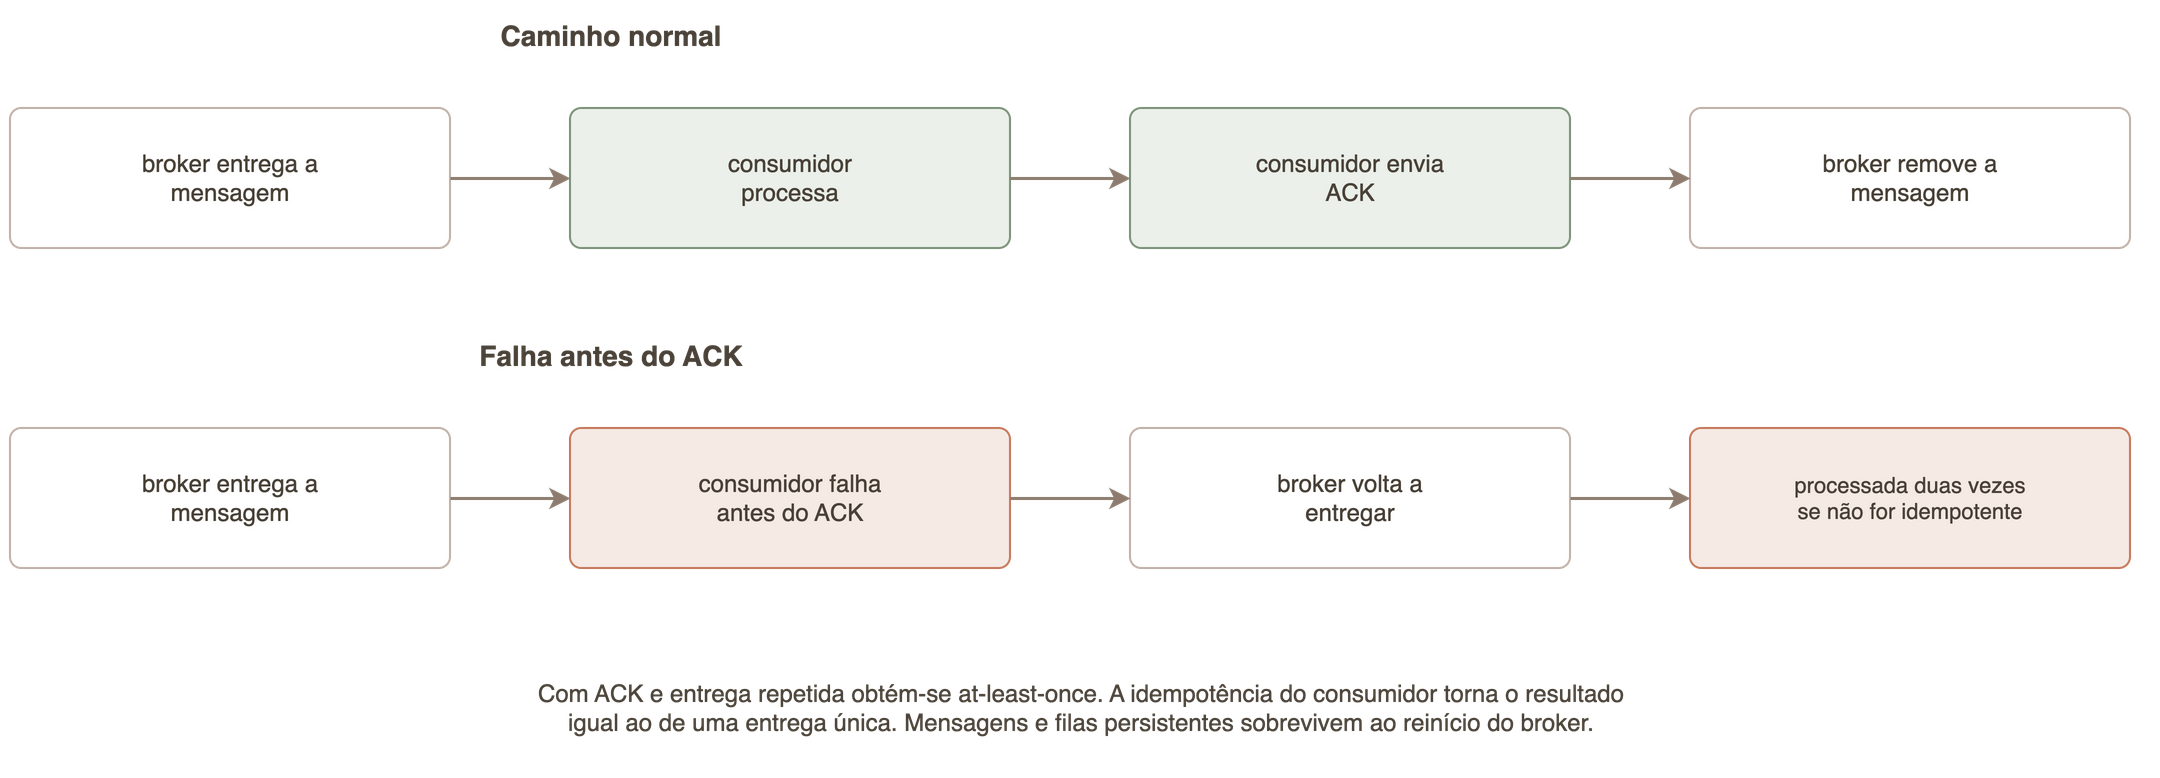 Caminho normal
broker entrega a
mensagem
consumidor
processa
consumidor envia
ACK
broker remove a
mensagem
Falha antes do ACK
broker entrega a
mensagem
consumidor falha
antes do ACK
broker volta a
entregar
processada duas vezes
se não for idempotente
Com ACK e entrega repetida obtém-se at-least-once. A idempotência do consumidor torna o resultado
igual ao de uma entrega única. Mensagens e filas persistentes sobrevivem ao reinício do broker.